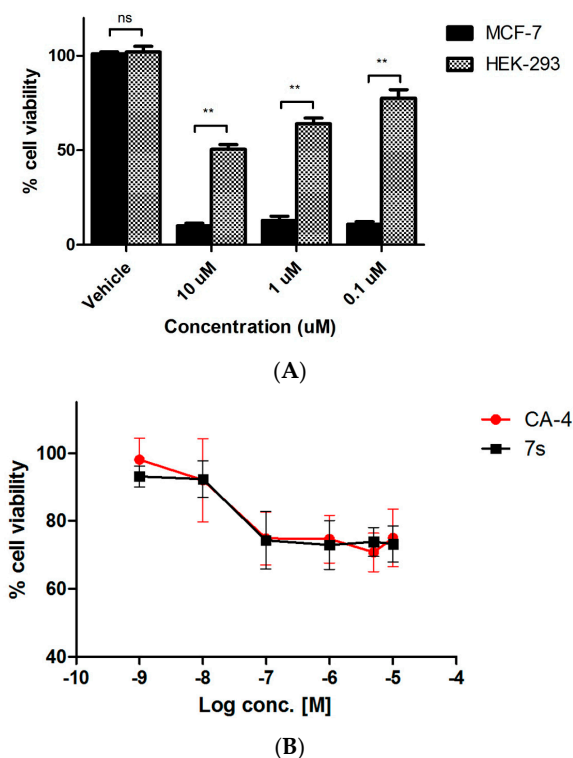 ns
MCF-7
HEK-293
100
**
**
**
50
0
% cell viability
Vehicle
10 uM
1 uM
0.1 uM
Concentration (uM)
(A)
CA-4
7s
100
80
60
40
% cell viability
-10
-9
-8
-7
-6
-5
-4
Log conc. [M]
(B)